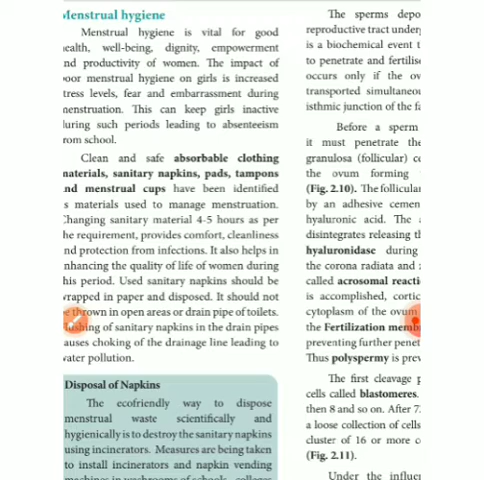 Menstrual hygiene
Menstrual hygiene is vital for good
health, well-being, dignity, empowerment
and productivity of women. The impact of
poor menstrual hygiene on girls is increased
stress levels, fear and embarrassment during
menstruation. This can keep girls inactive
during such periods leading to absenteeism
from school.
Clean and safe absorbable clothing
materials, sanitary napkins, pads, tampons
and menstrual cups have been identified
as materials used to manage menstruation.
Changing sanitary material 4-5 hours as per
the requirement, provides comfort, cleanliness
and protection from infections. It also helps in
enhancing the quality of life of women during
this period. Used sanitary napkins should be
wrapped in paper and disposed. It should not
be thrown in open areas or drain pipe of toilets.
Flushing of sanitary napkins in the drain pipes
causes choking of the drainage line leading to
water pollution.
Disposal of Napkins
The ecofriendly way to dispose
menstrual waste scientifically and
hygienically is to destroy the sanitary napkins
using incinerators. Measures are being taken
to install incinerators and napkin vending
machines in washrooms of schools, colleges
The sperms depo
reproductive tract under
is a biochemical event t
to penetrate and fertilis
occurs only if the ov
transported simultaneou
isthmic junction of the fa
Before a sperm
it must penetrate the
granulosa (follicular) ce
the ovum forming
(Fig. 2.10). The follicular
by an adhesive cemen
hyaluronic acid. The
disintegrates releasing th
hyaluronidase during
the corona radiata and
called acrosomal reacti
is accomplished, cortic
cytoplasm of the ovum
the Fertilization memb
preventing further penet
Thus polyspermy is prev
The first cleavage p
cells called blastomeres.
then 8 and so on. After 7
a loose collection of cells
cluster of 16 or more c
(Fig. 2.11).
Under the influen